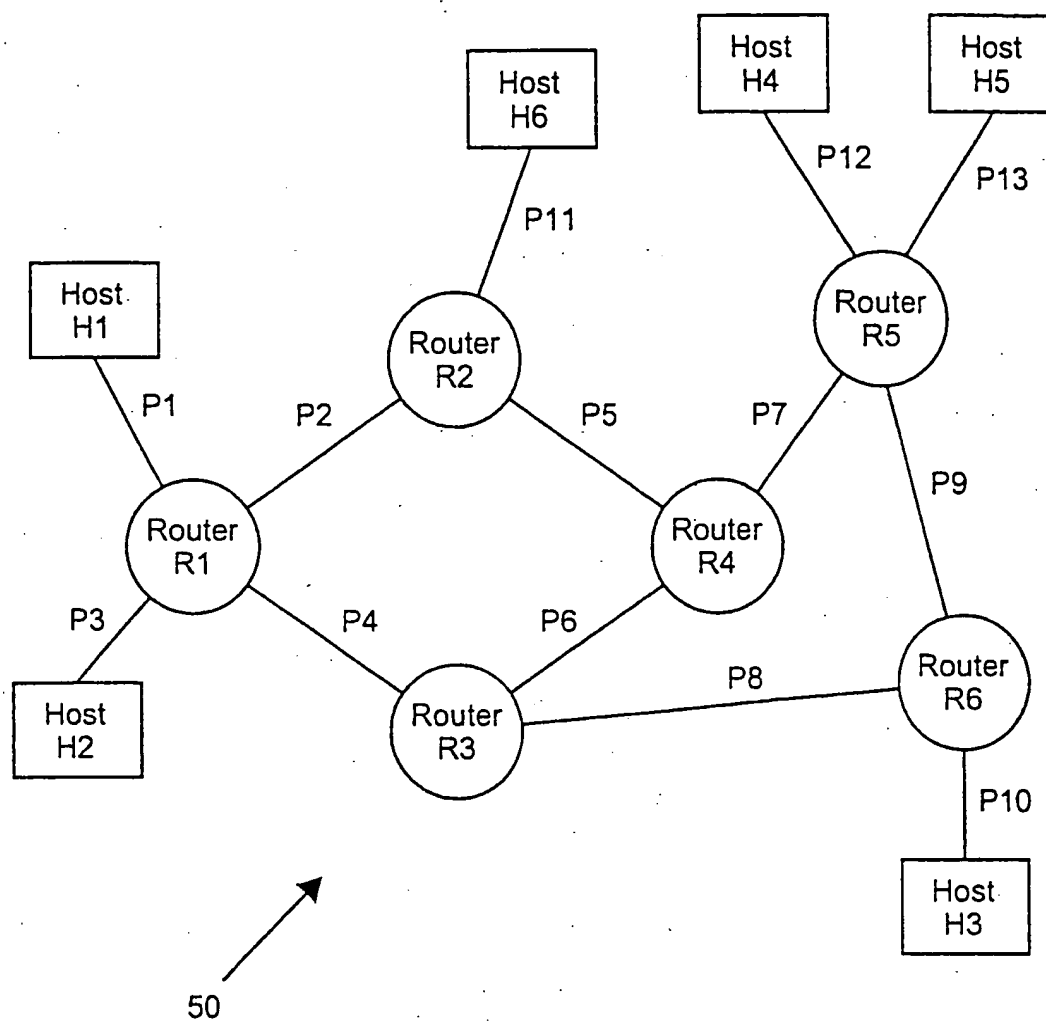 Host
H4
Host
H5
Host
H6
P12
P13
P11
Host
H1
Router
R5
Router
R2
P1
P2
P5
P7
P9
Router
R1
Router
R4
P3
P4
P6
Router
R6
P8
Host
H2
Router
R3
P10
Host
H3
50